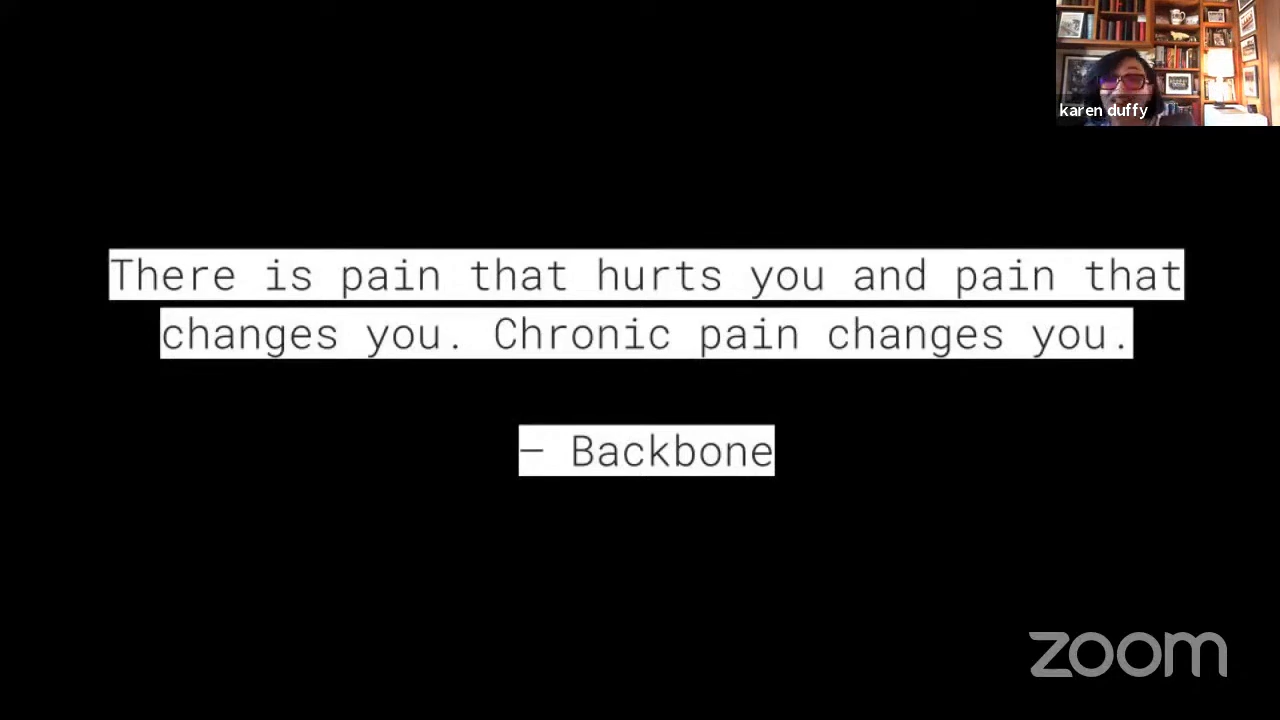 karen duffy
There is pain that hurts you and pain that
changes you. Chronic pain changes you.
— Backbone
zoom